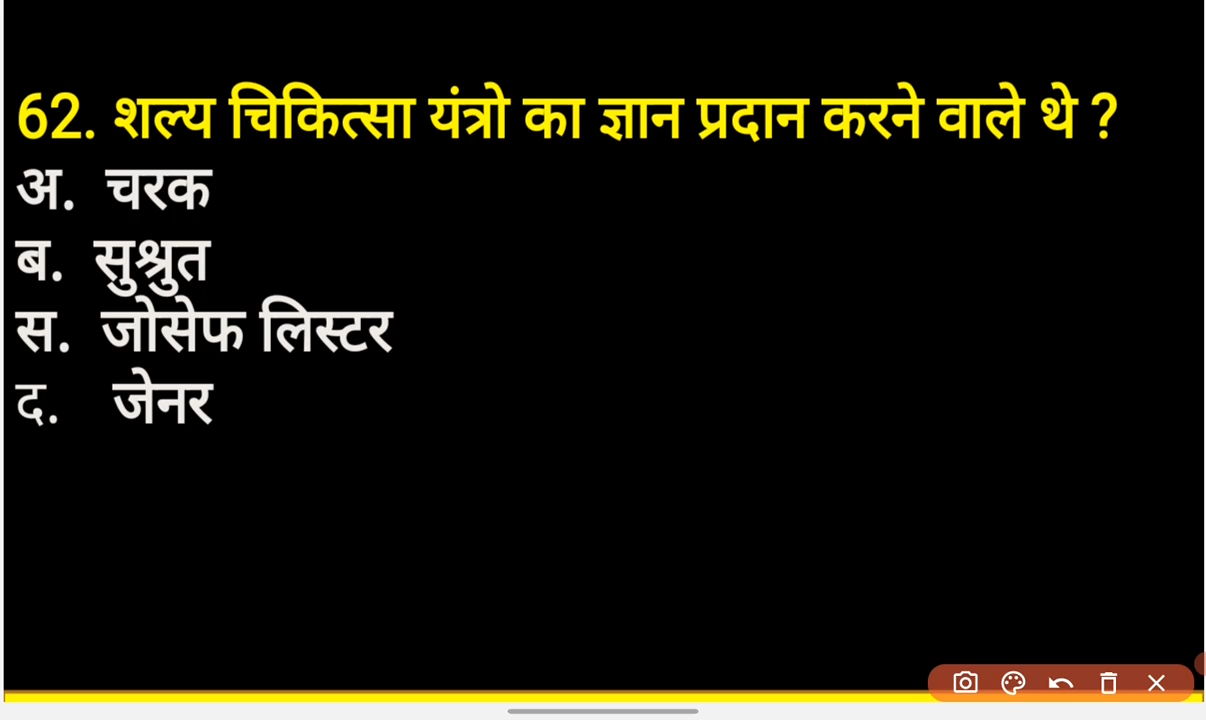 62. शल्य चिकित्सा यंत्रो का ज्ञान प्रदान करने वाले थे ?
अ. चरक
ब. सुश्रुत
स. जोसेफ लिस्टर
द. जेनर